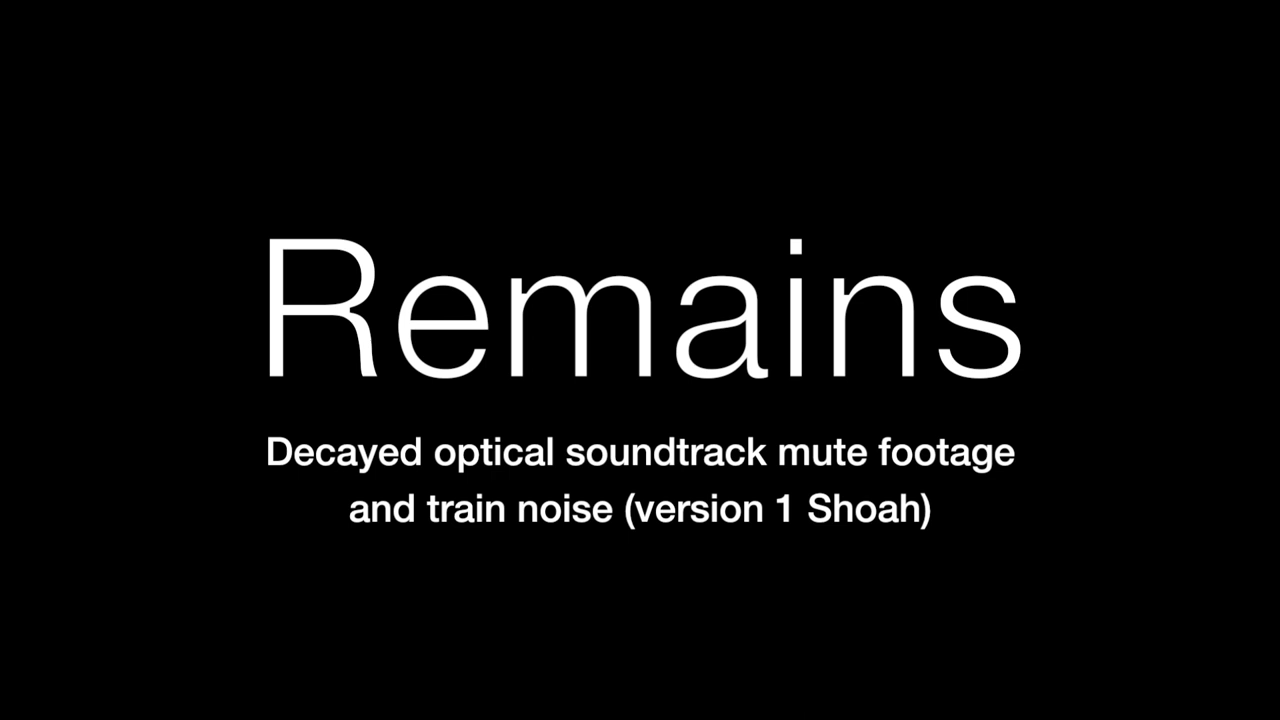 Remains
Decayed optical soundtrack mute footage
and train noise (version 1 Shoah)